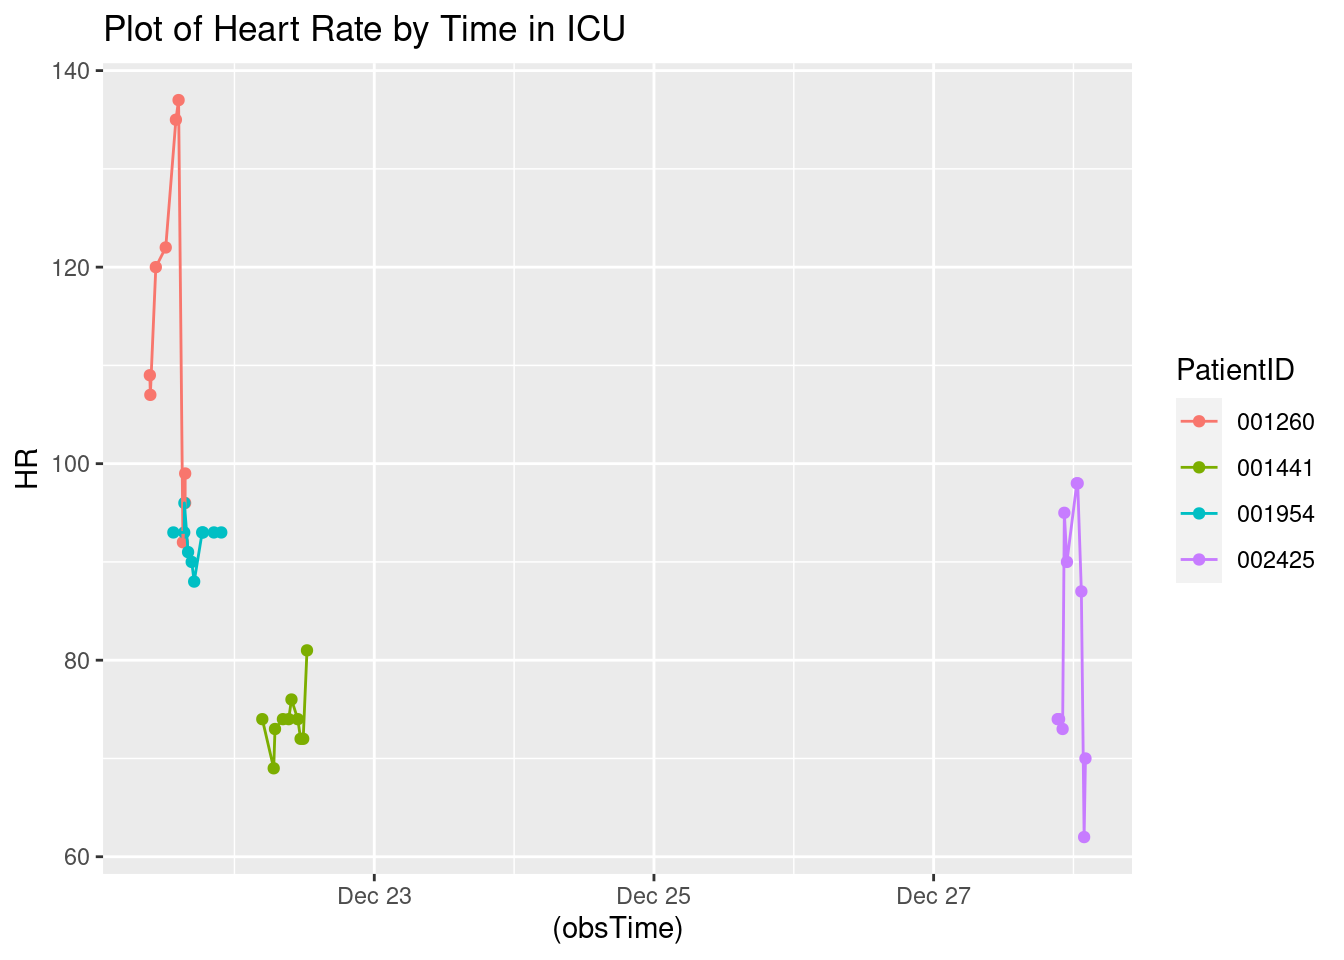 Plot of Heart Rate by Time in ICU
140
120
100
80
60
HR
Dec 23
Dec 25
Dec 27
(obsTime)
PatientID
001260
001441
001954
002425